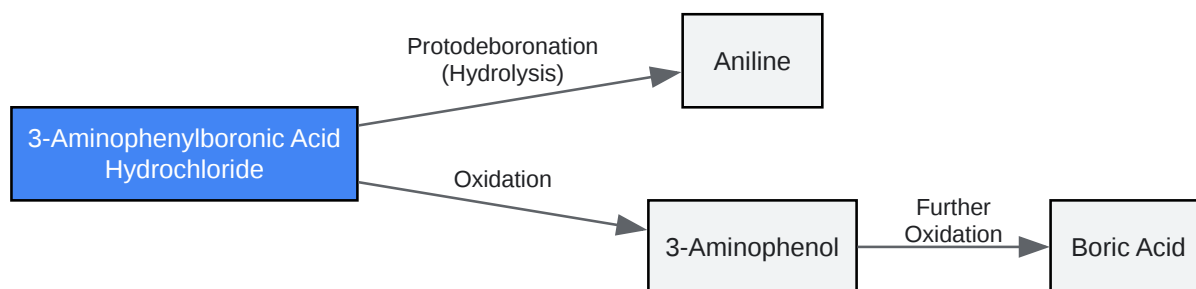 3-Aminophenylboronic Acid
Hydrochloride
Protodeboronation
(Hydrolysis)
Aniline
Oxidation
3-Aminophenol
Further
Oxidation
Boric Acid